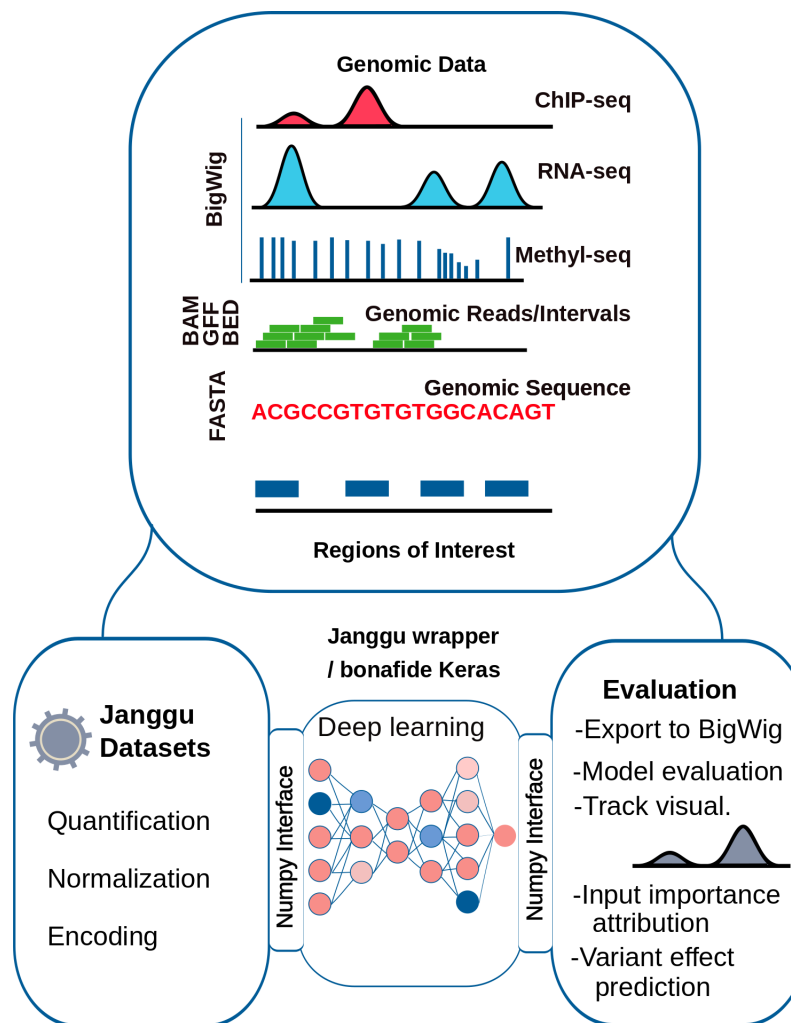 Genomic Data
ChIP-seq
BigWig
RNA-seq
Methyl-seq
BAM
GFF
BED
Genomic Reads/Intervals
FASTA
Genomic Sequence
ACGCCGTGTGTGGCACAGT
Regions of Interest
Janggu wrapper
/ bonafide Keras
Janggu
Datasets
Quantification
Normalization
Encoding
Numpy Interface
Deep learning
Numpy Interface
Evaluation
-Export to BigWig
-Model evaluation
-Track visual.
-Input importance
attribution
-Variant effect
prediction